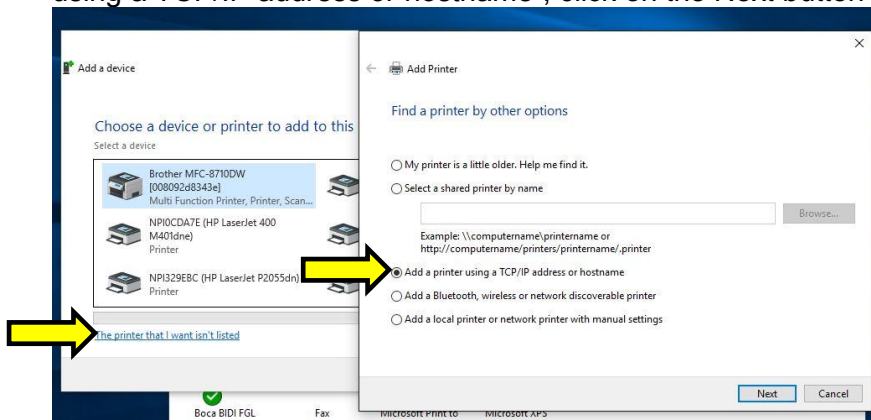 using a TCP/IP address or hostname", click on the Next button
Add a device
Choose a device or printer to add to this
Select a device
Brother MFC-8710DW
[008092d8343e]
Multi Function Printer, Printer, Scan...
NPI0CDA7E (HP LaserJet 400
M401dne)
Printer
NPI329EBC (HP LaserJet P2055dn)
Printer
The printer that I want isn't listed
Add Printer
Find a printer by other options
My printer is a little older. Help me find it.
Select a shared printer by name
Browse...
Example: \\computername\printername or
http://computername/printers/printername/.printer
Add a printer using a TCP/IP address or hostname
Add a Bluetooth, wireless or network discoverable printer
Add a local printer or network printer with manual settings
Next
Cancel
Boca BIDI FGL
Fax
Microsoft Print to
Microsoft XPS